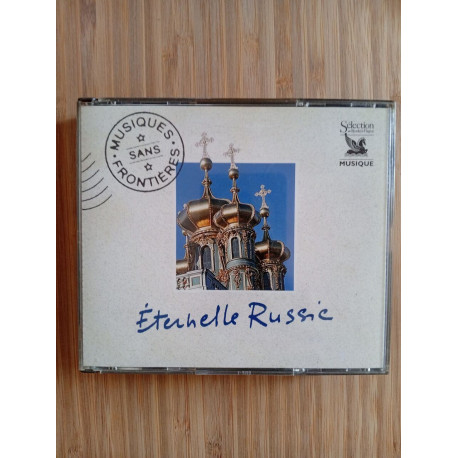 MUSIQUES
SANS
FRONTIÈRES
Sélection
MUSIQUE
Éternelle Russie